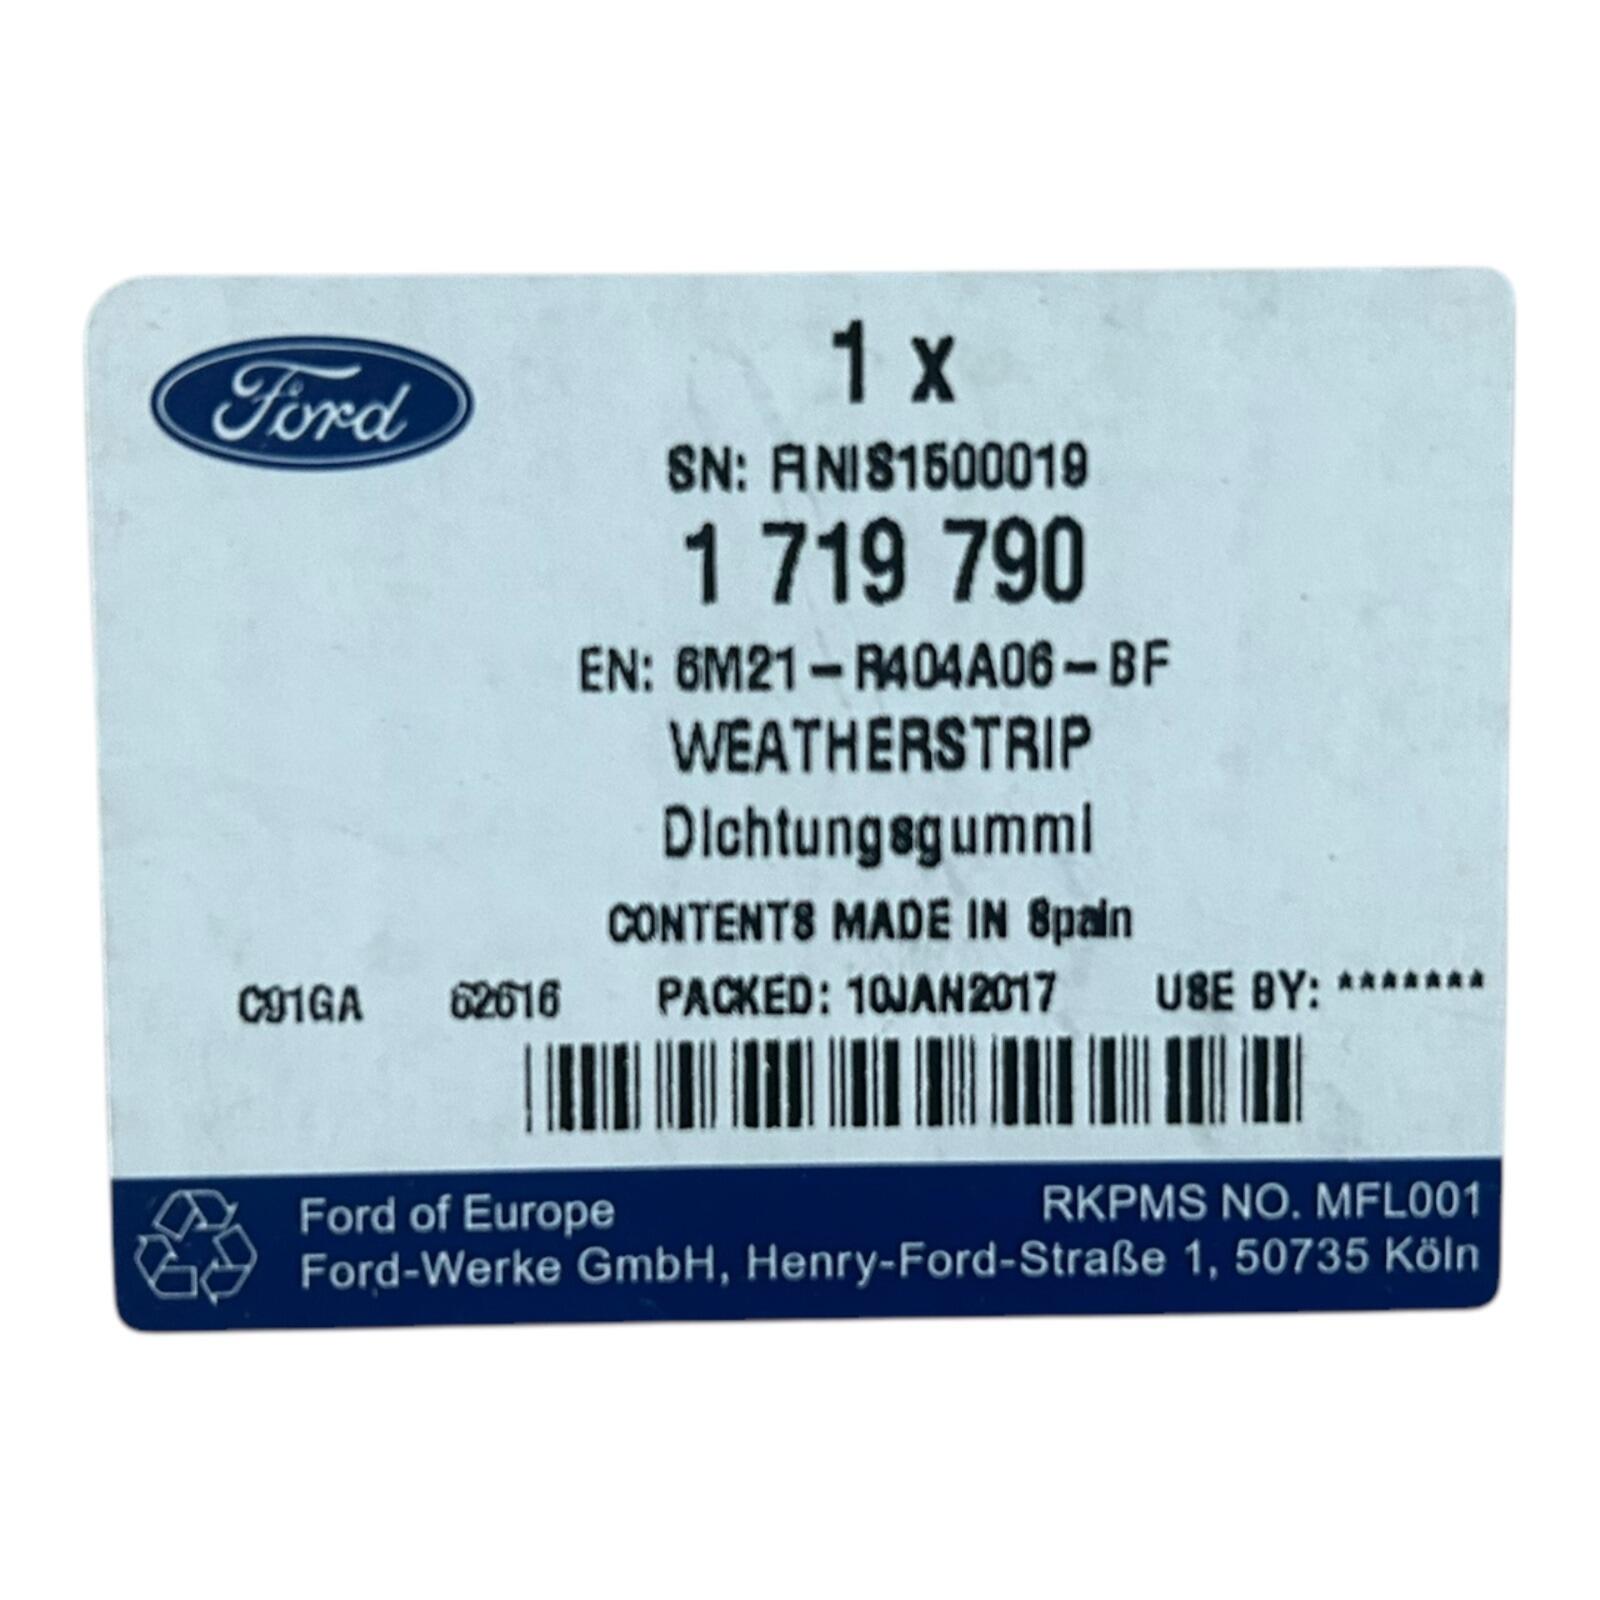 Ford
1 x
SN: FINIS1500019
1 719 790
EN: 6M21-R404A06-BF
WEATHERSTRIP
Dichtungsgummi
CONTENTS MADE IN Spain
C91GA 62616 PACKED: 10JAN2017 USE BY: *******
Ford of Europe RKPMS NO. MFL001
Ford-Werke GmbH, Henry-Ford-Straße 1, 50735 Köln